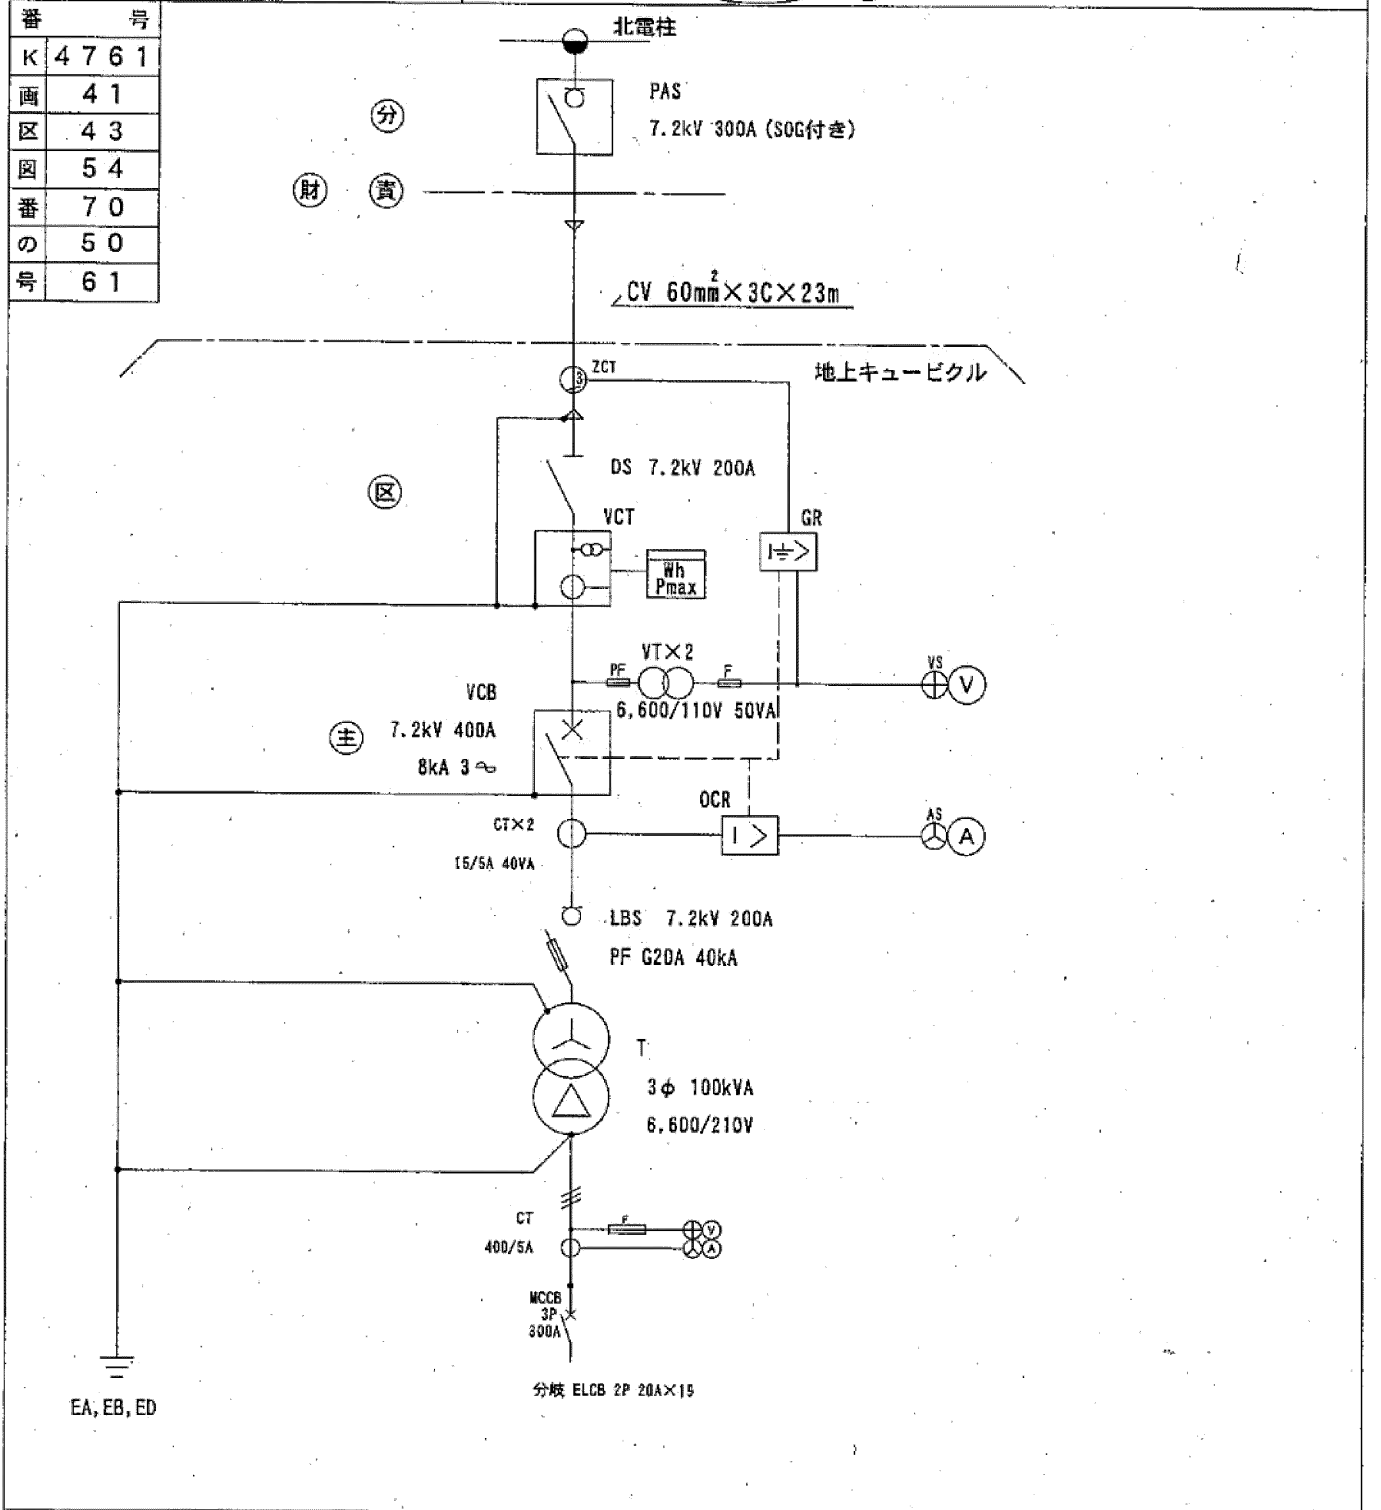 番 号
K 4761
画 41
区 43
図 54
番 70
の 50
号 61
北電柱
PAS
7.2kV 300A (SOG付き)
分
財 責
CV 60mm²×3C×23m
ZCT
3
地上キュービクル
DS 7.2kV 200A
区
VCT
GR
I >
Wh
Pmax
VT×2
PF
F
VS
V
6,600/110V 50VA
VCB
7.2kV 400A
主
8kA 3
OCR
I >
CT×2
15/5A 40VA
AS
A
LBS 7.2kV 200A
PF G20A 40kA
T
3φ 100kVA
6,600/210V
CT
400/5A
F
V
A
MCCB
3P
300A
分岐 ELCB 2P 20A×15
EA, EB, ED